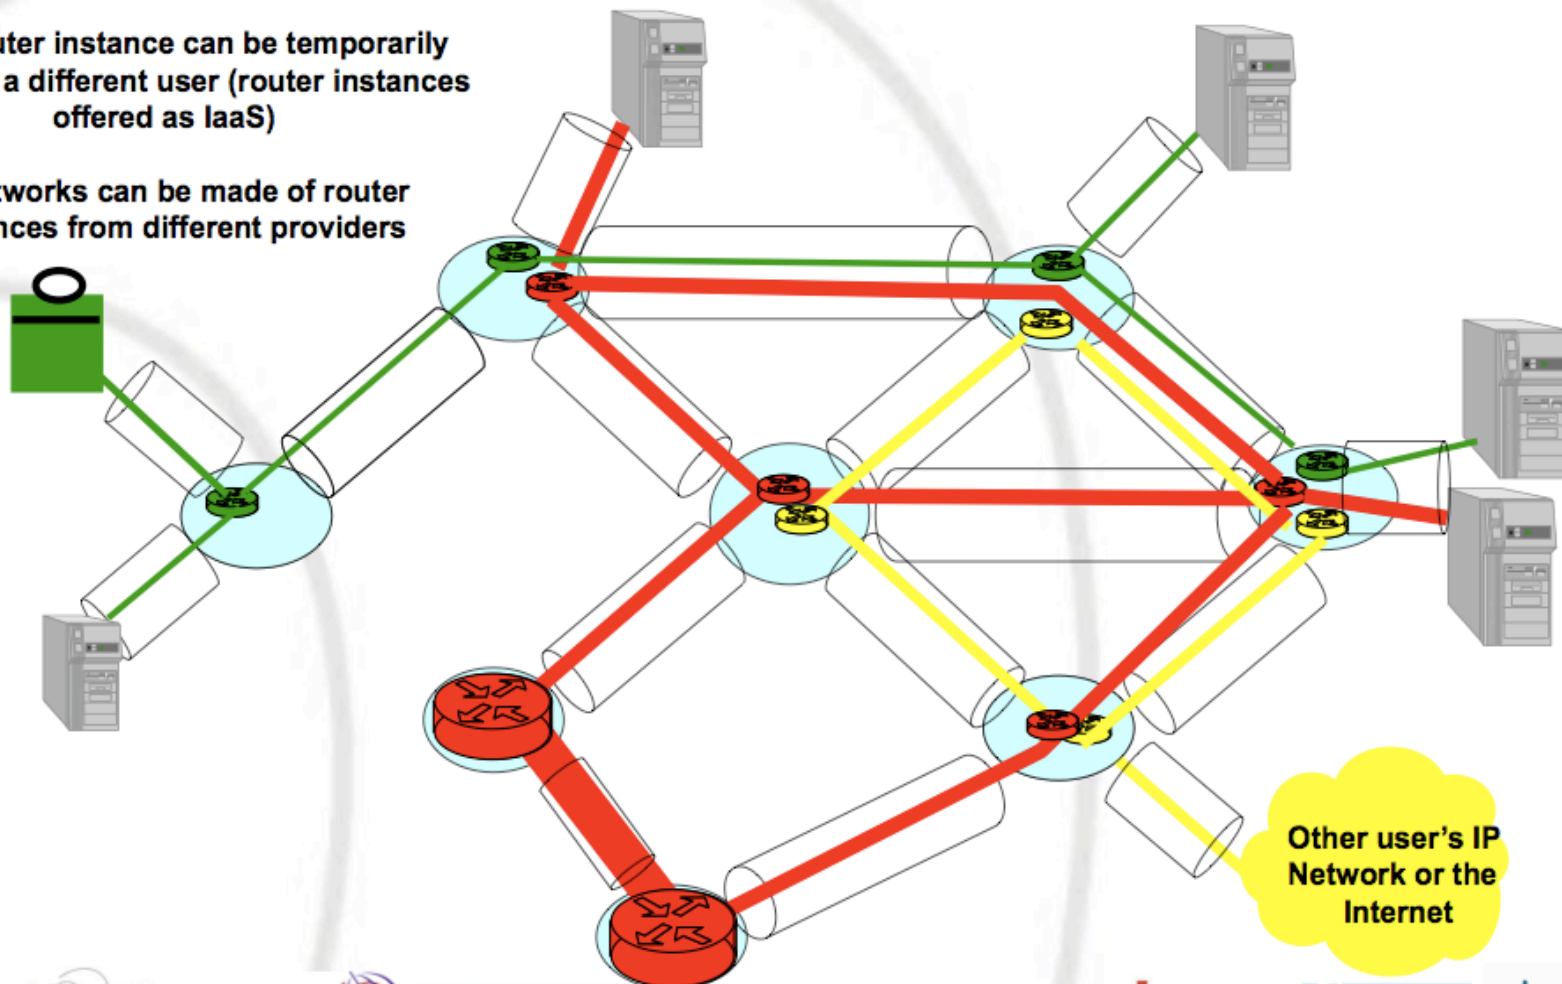 uter instance can be temporarily
a different user (router instances
offered as IaaS)
tworks can be made of router
nces from different providers
Other user's IP
Network or the
Internet